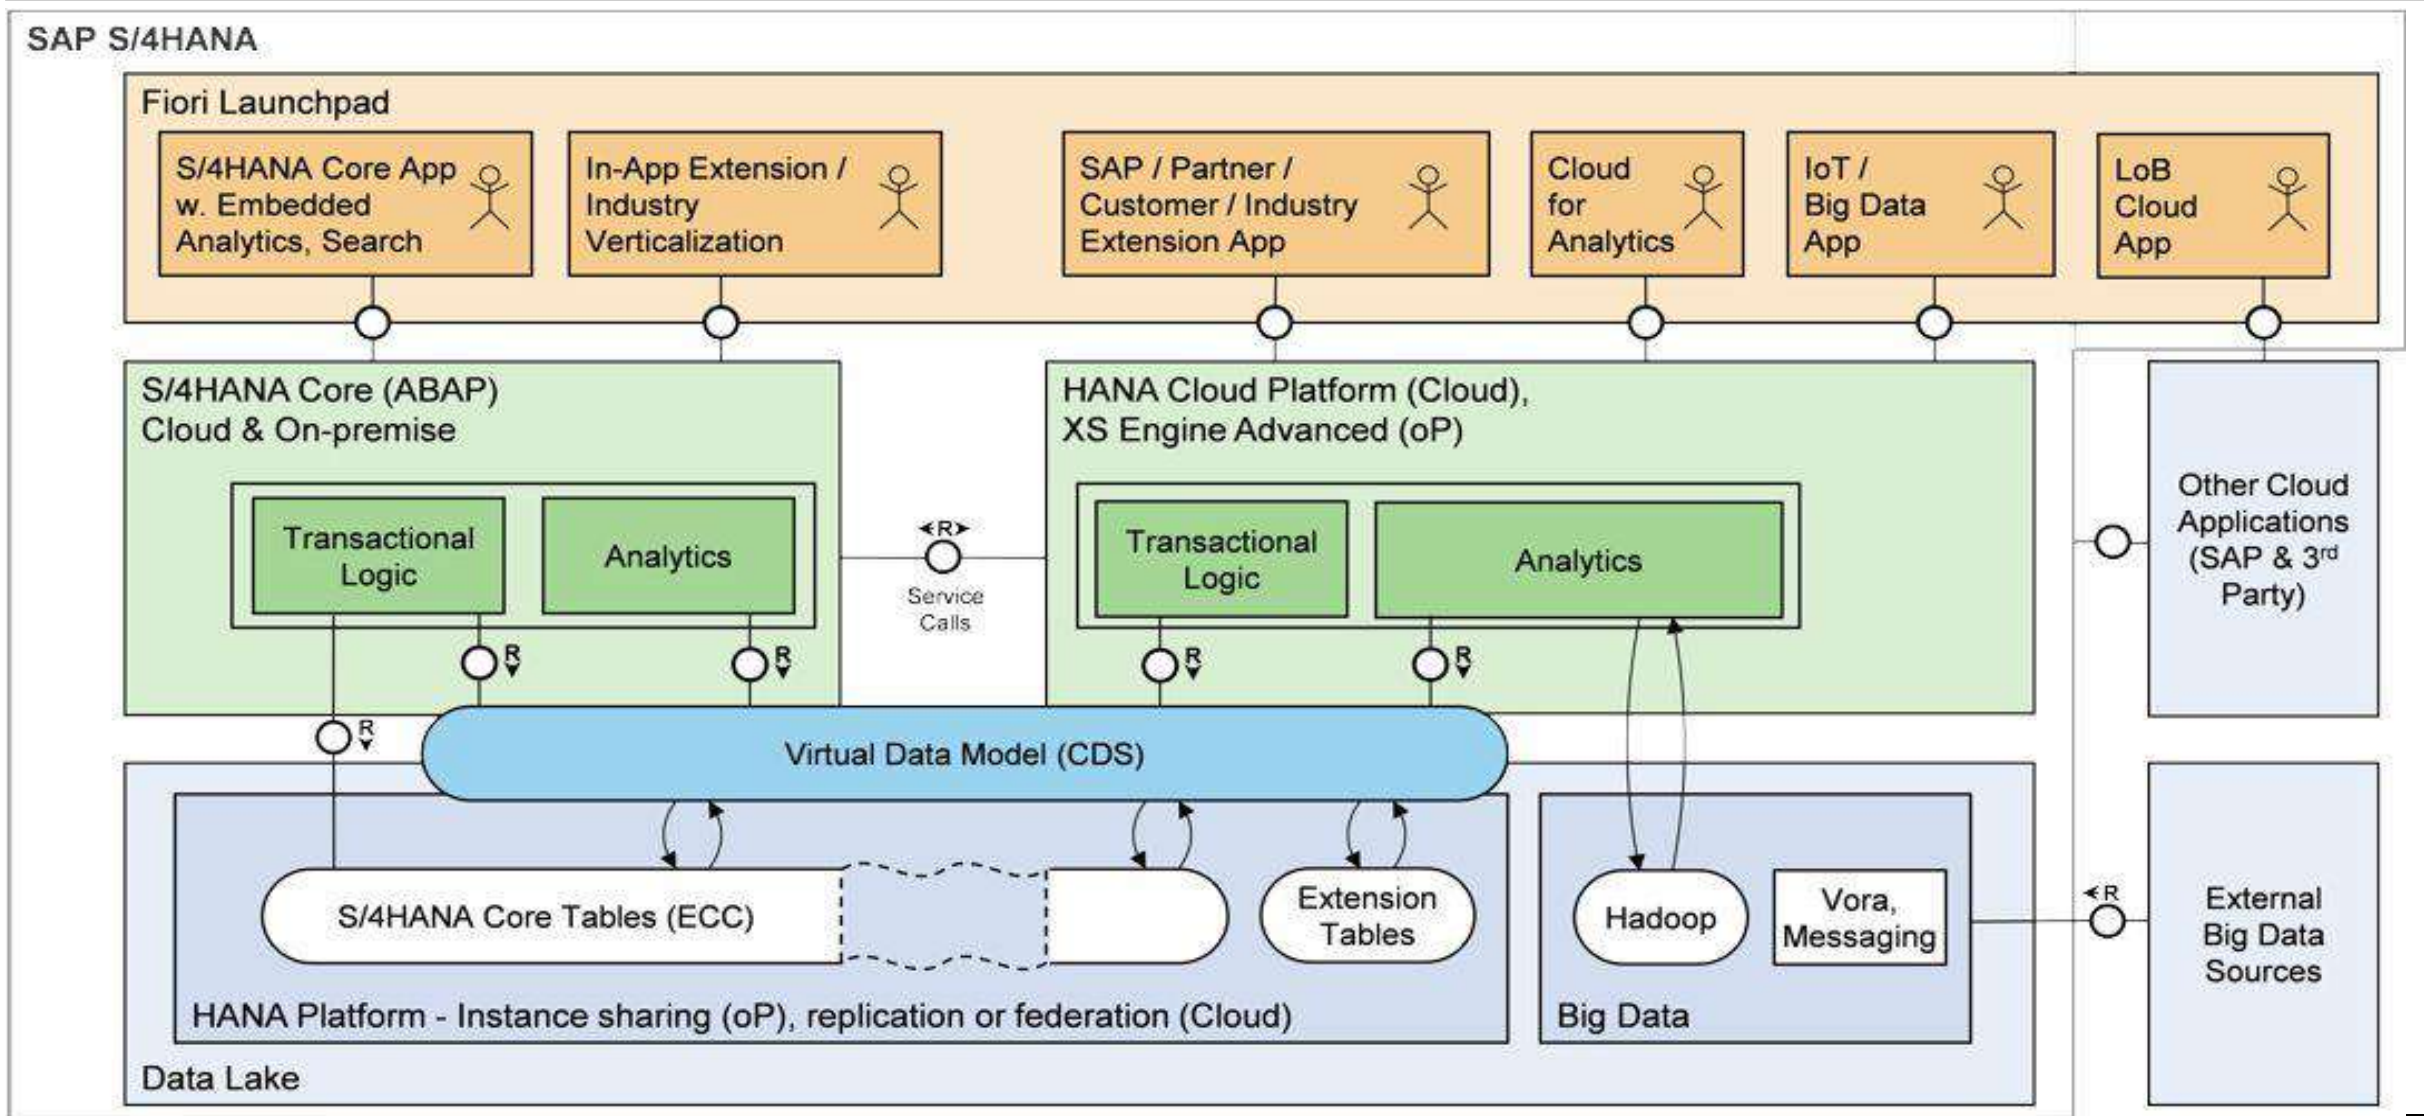 SAP S/4HANA
Fiori Launchpad
S/4HANA Core App
w. Embedded
Analytics, Search
In-App Extension /
Industry
Verticalization
SAP / Partner /
Customer / Industry
Extension App
Cloud
for
Analytics
IoT /
Big Data
App
LoB
Cloud
App
S/4HANA Core (ABAP)
Cloud & On-premise
HANA Cloud Platform (Cloud),
XS Engine Advanced (oP)
Transactional
Logic
Analytics
R
Service
Calls
Transactional
Logic
Analytics
Other Cloud
Applications
(SAP & 3rd
Party)
R
R
R
R
R
Virtual Data Model (CDS)
S/4HANA Core Tables (ECC)
Extension
Tables
Hadoop
Vora,
Messaging
R
External
Big Data
Sources
HANA Platform - Instance sharing (oP), replication or federation (Cloud)
Big Data
Data Lake